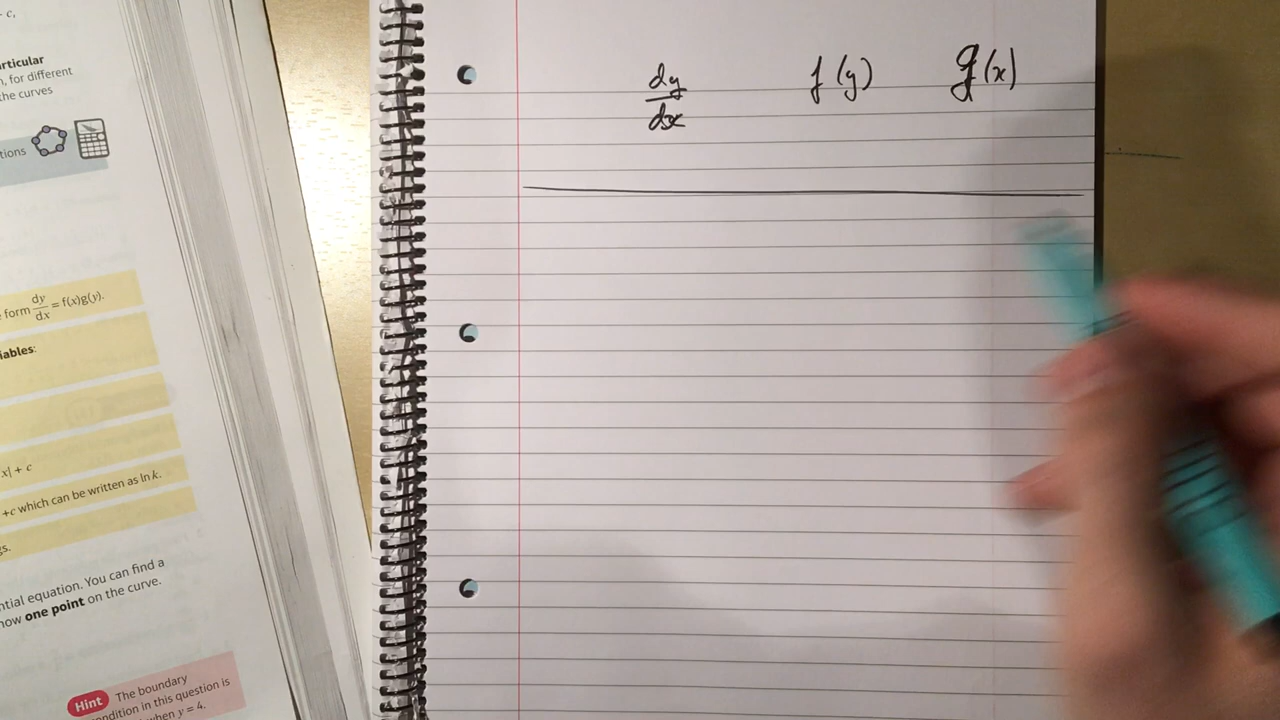 - c,
articular
n, for different
the curves
tions
form dy/dx = f(x)g(y).
iables:
x| + c
+c which can be written as ln k.
gs.
ntial equation. You can find a
now one point on the curve.
Hint The boundary
ondition in this question is
when y = 4.
dy/dx f(y) g(x)